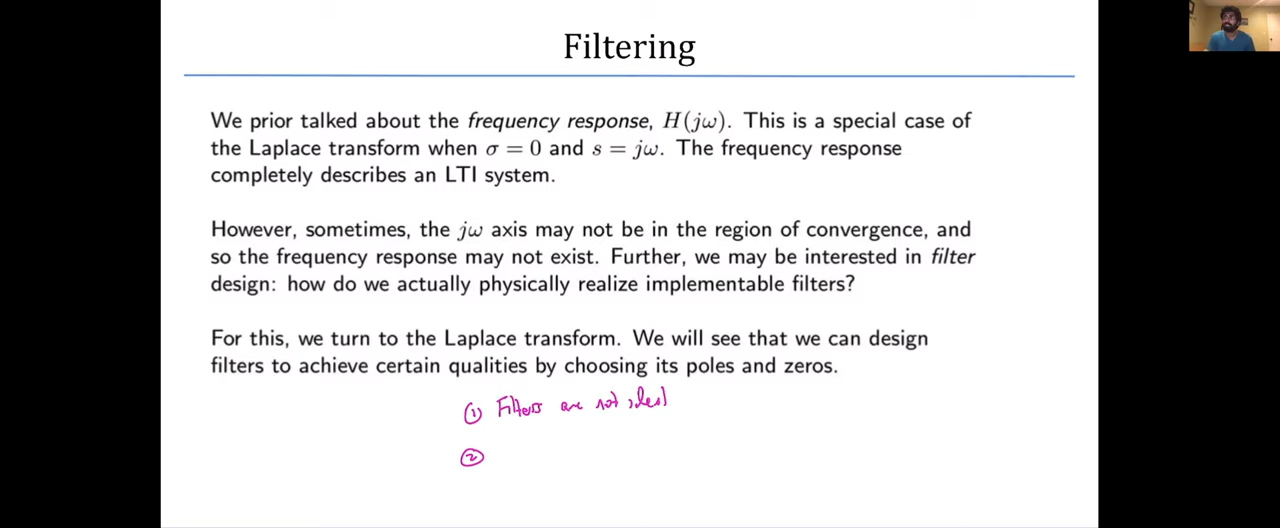 Filtering
We prior talked about the frequency response, H(jω). This is a special case of
the Laplace transform when σ = 0 and s = jω. The frequency response
completely describes an LTI system.
However, sometimes, the jω axis may not be in the region of convergence, and
so the frequency response may not exist. Further, we may be interested in filter
design: how do we actually physically realize implementable filters?
For this, we turn to the Laplace transform. We will see that we can design
filters to achieve certain qualities by choosing its poles and zeros.
① Filters are not ideal
②